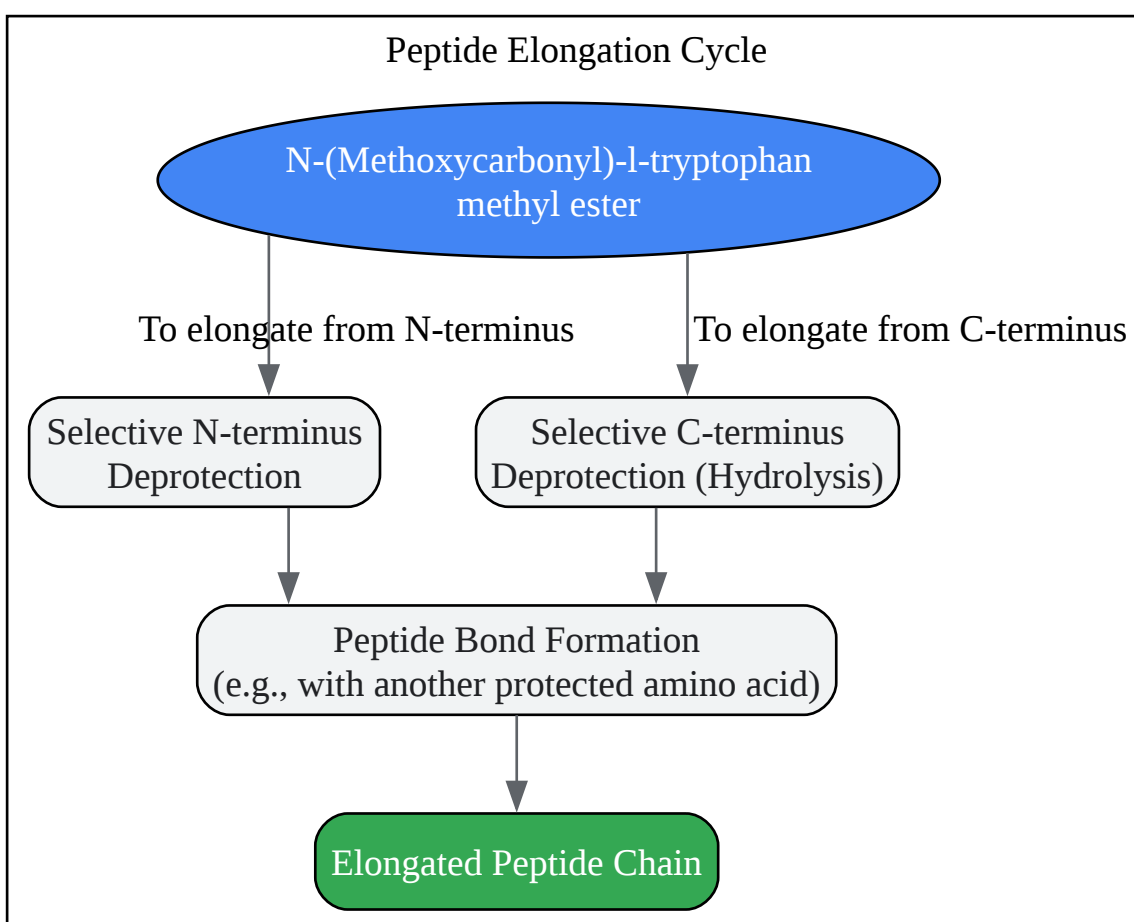 Peptide Elongation Cycle
N-(Methoxycarbonyl)-l-tryptophan
methyl ester
To elongate from N-terminus
To elongate from C-terminus
Selective N-terminus
Deprotection
Selective C-terminus
Deprotection (Hydrolysis)
Peptide Bond Formation
(e.g., with another protected amino acid)
Elongated Peptide Chain